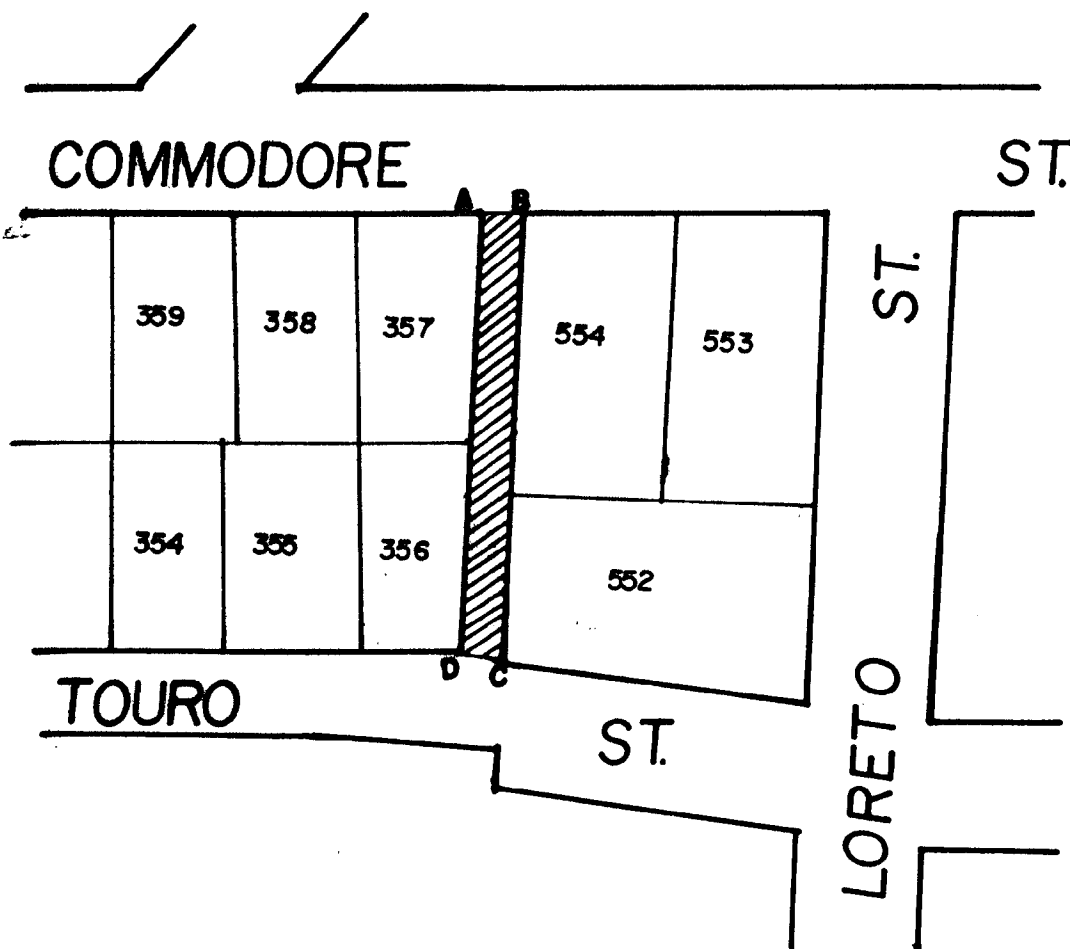 COMMODORE ST.
A B
359 358 357 554 553
ST.
354 355 356 552
D C
TOURO ST.
LORETO